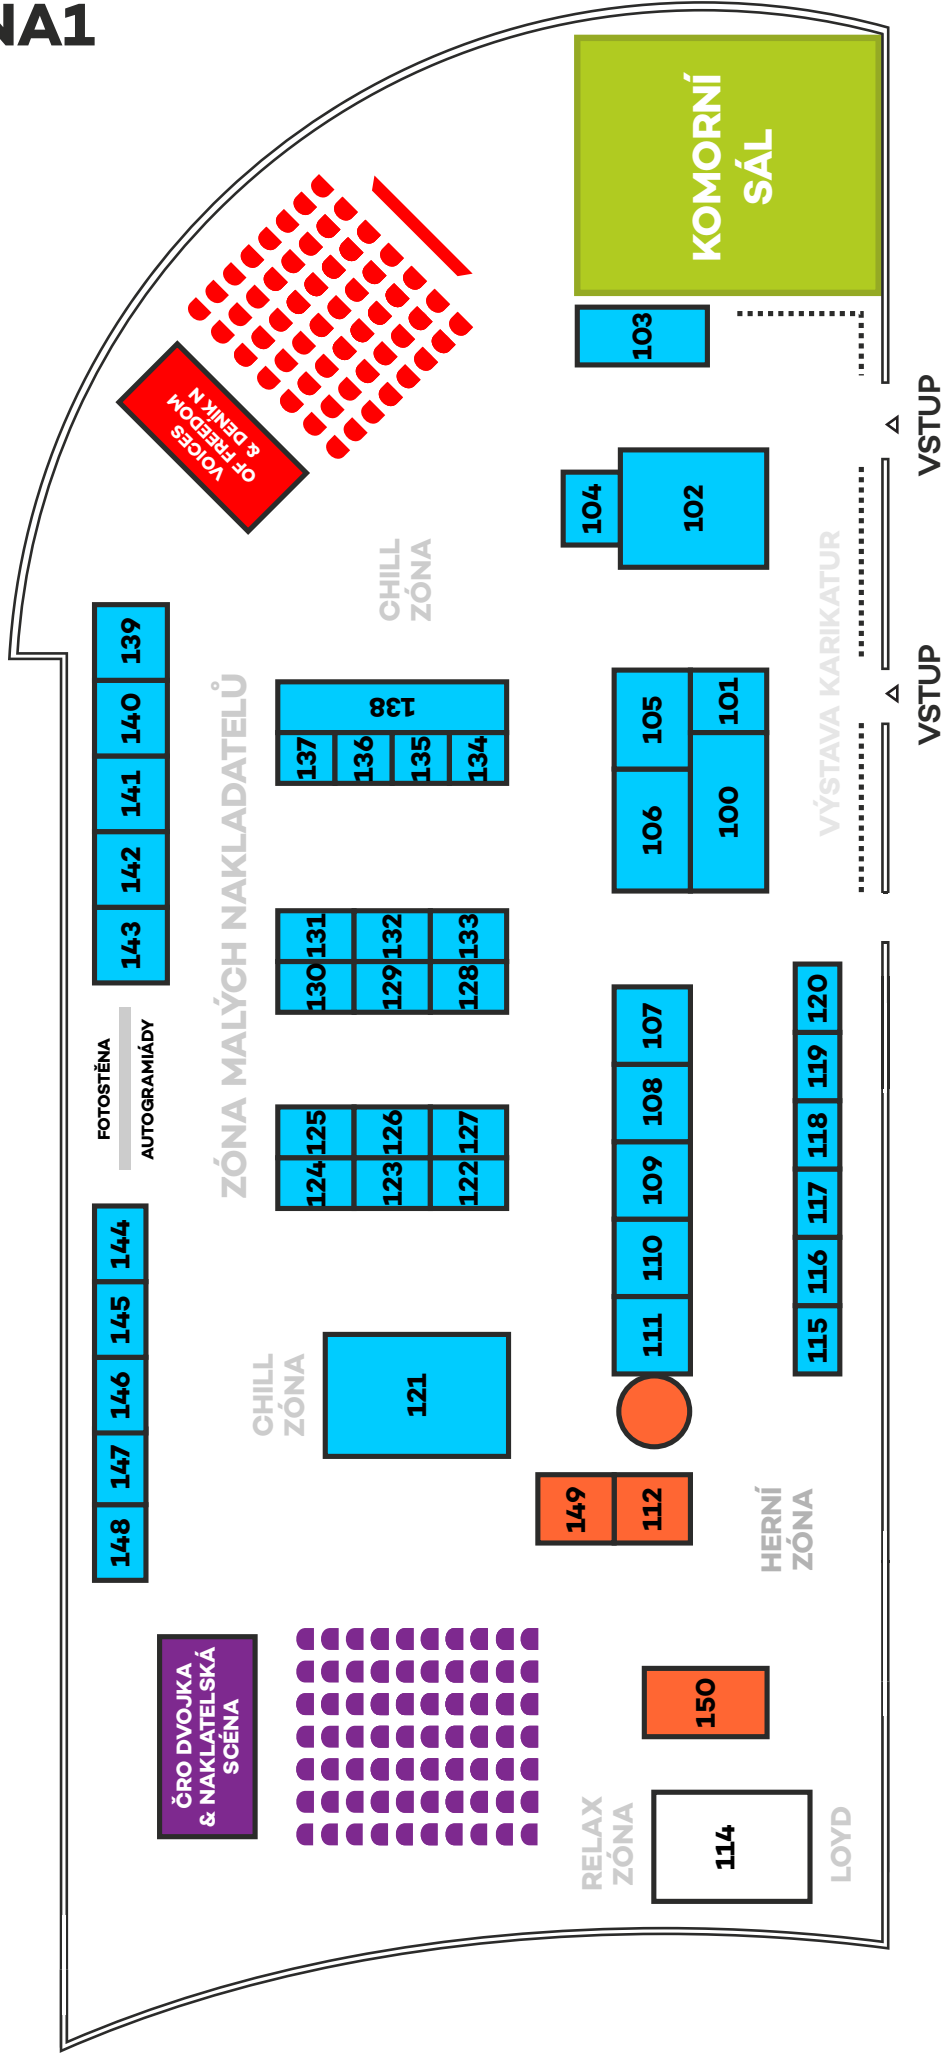 NA1
KOMORNÍ
SÁL
VOICES
OF FREEDOM
& DENÍK N
103
VSTUP
104
102
CHILL
ZÓNA
VÝSTAVA KARIKATUR
VSTUP
139
140
141
142
143
ZÓNA MALÝCH NAKLADATELŮ
138
137
136
135
134
105
101
106
100
131
132
133
130
129
128
FOTOSTĚNA
AUTOGRAMIÁDY
125
126
127
124
123
122
107
108
109
110
111
120
119
118
117
116
115
144
145
146
147
148
CHILL
ZÓNA
121
149
112
HERNÍ
ZÓNA
ČRO DVOJKA
& NAKLATELSKÁ
SCÉNA
150
RELAX
ZÓNA
114
LOYD